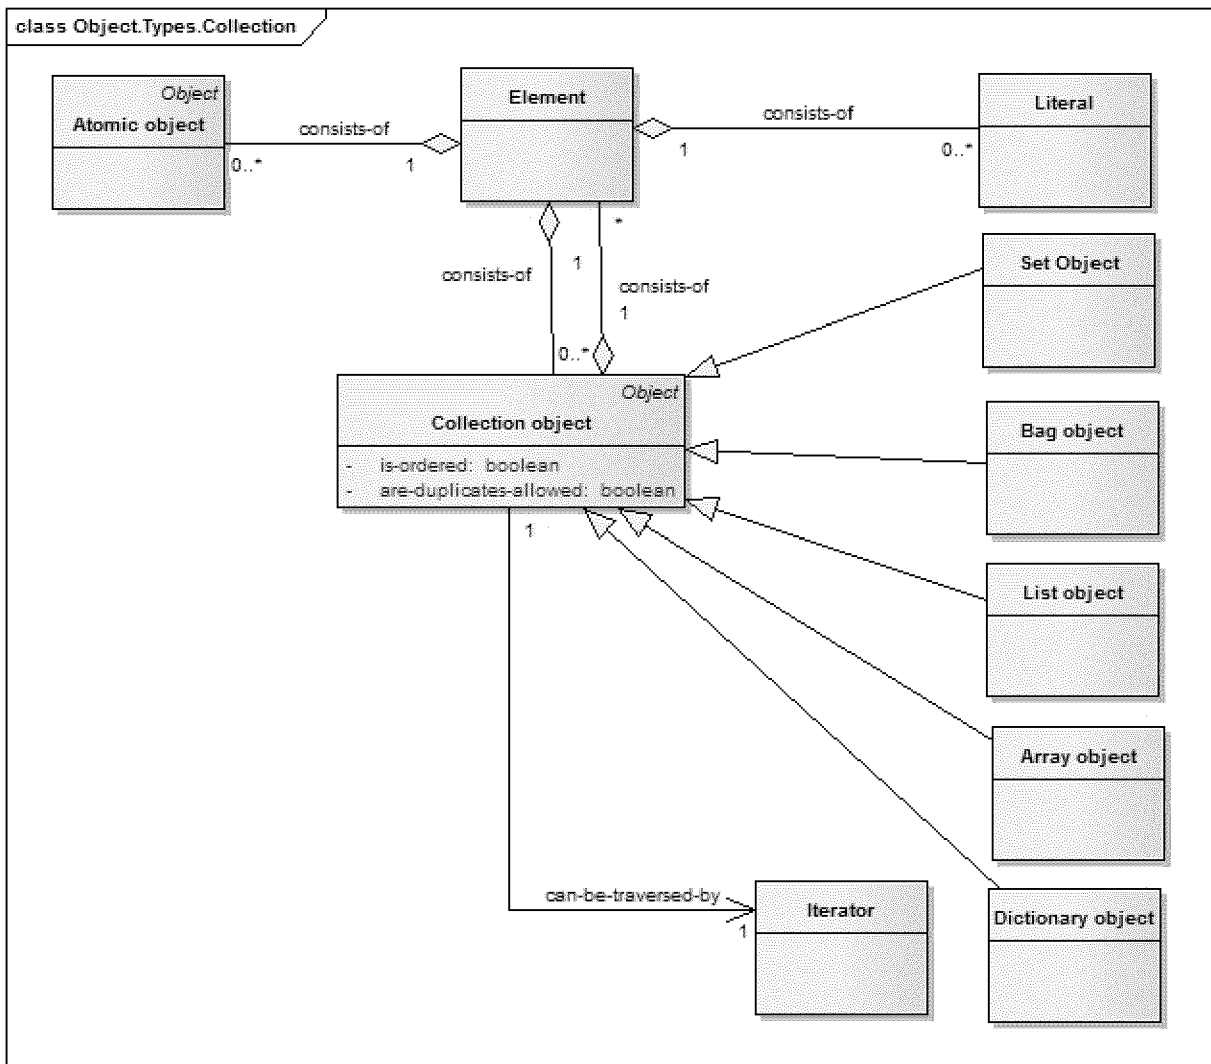 class Object.Types.Collection
Object
Atomic object
Element
Literal
consists-of
0..*
1
consists-of
1
0..*
consists-of
1
0..*
*
consists-of
1
Set Object
Object
Collection object
- is-ordered: boolean
- are-duplicates-allowed: boolean
1
Bag object
List object
Array object
can-be-traversed-by
1
Iterator
Dictionary object